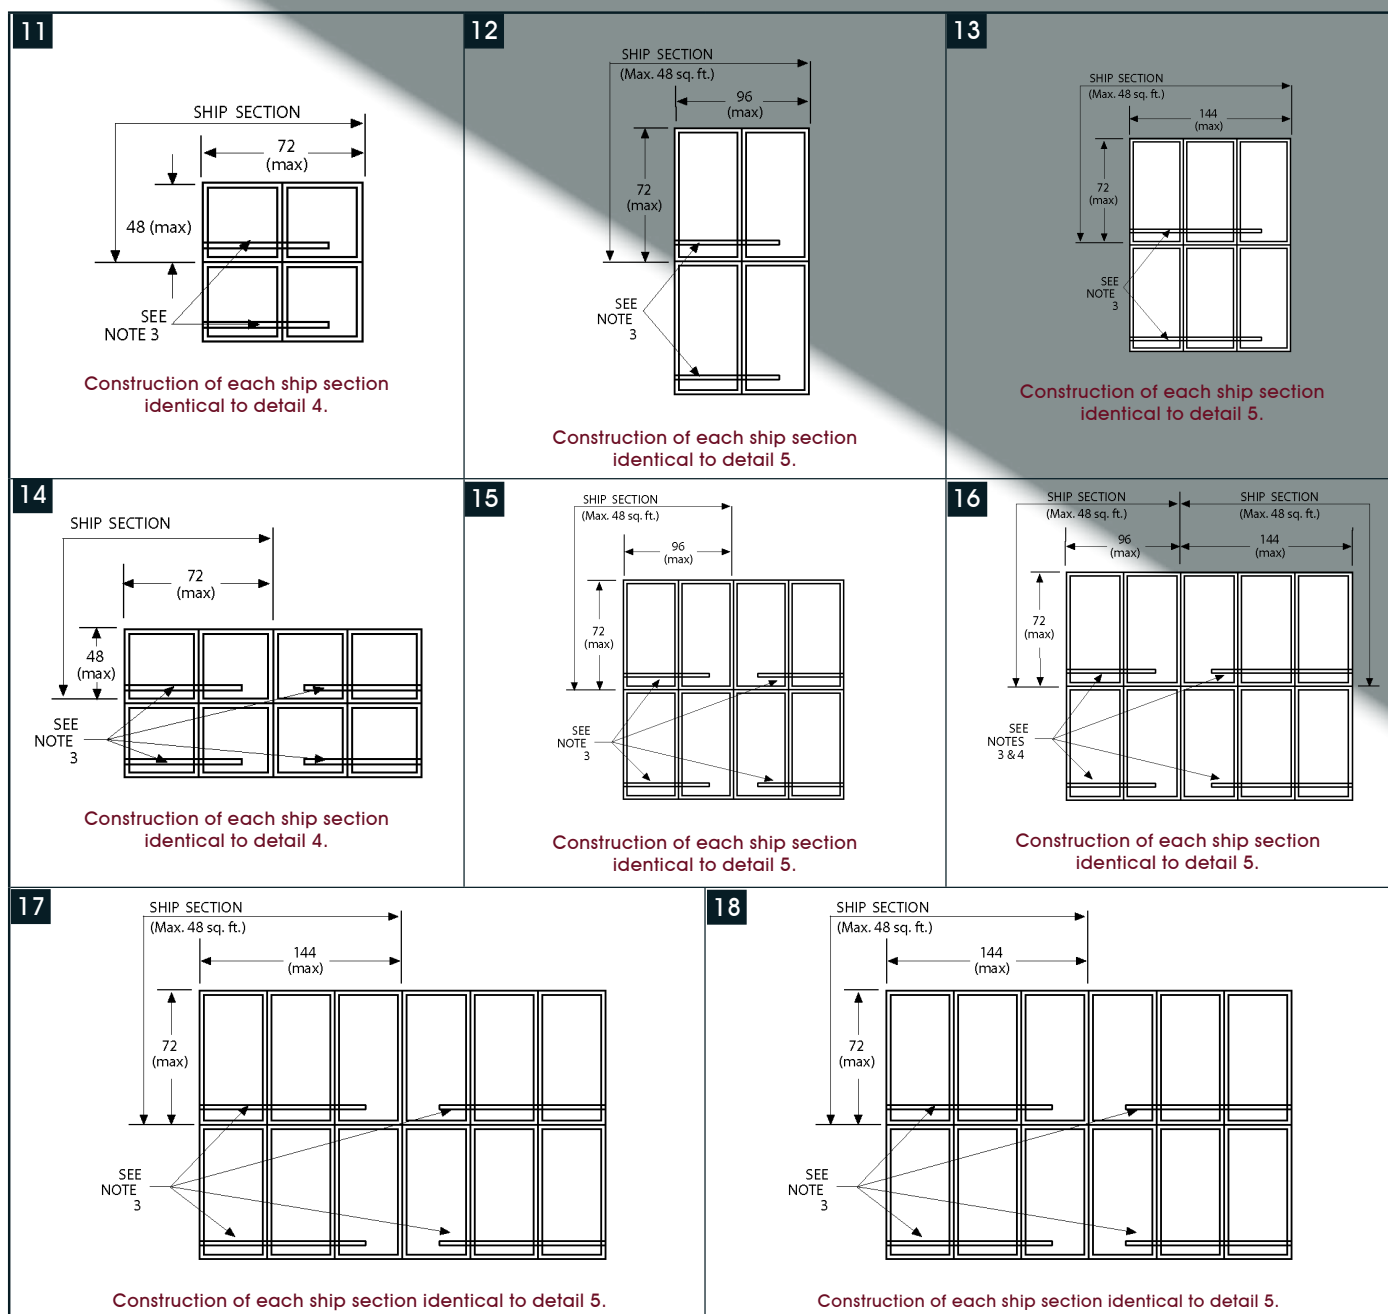 11
SHIP SECTION
72
(max)
48 (max)
SEE
NOTE 3
Construction of each ship section
identical to detail 4.
12
SHIP SECTION
(Max. 48 sq. ft.)
96
(max)
72
(max)
SEE
NOTE
3
Construction of each ship section
identical to detail 5.
13
SHIP SECTION
(Max. 48 sq. ft.)
144
(max)
72
(max)
SEE
NOTE
3
Construction of each ship section
identical to detail 5.
14
SHIP SECTION
72
(max)
48
(max)
SEE
NOTE
3
Construction of each ship section
identical to detail 4.
15
SHIP SECTION
(Max. 48 sq. ft.)
96
(max)
72
(max)
SEE
NOTE
3
Construction of each ship section
identical to detail 5.
16
SHIP SECTION
(Max. 48 sq. ft.)
SHIP SECTION
(Max. 48 sq. ft.)
96
(max)
144
(max)
72
(max)
SEE
NOTES
3 & 4
Construction of each ship section
identical to detail 5.
17
SHIP SECTION
(Max. 48 sq. ft.)
144
(max)
72
(max)
SEE
NOTE
3
Construction of each ship section identical to detail 5.
18
SHIP SECTION
(Max. 48 sq. ft.)
144
(max)
72
(max)
SEE
NOTE
3
Construction of each ship section identical to detail 5.